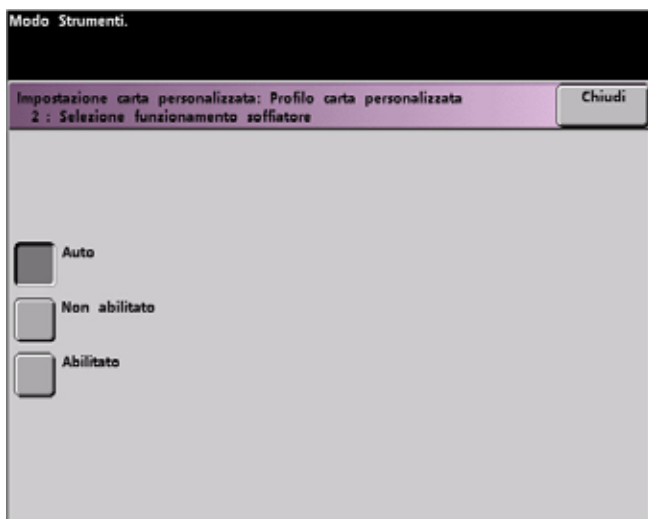 Modo Strumenti.
Impostazione carta personalizzata: Profilo carta personalizzata
2 : Selezione funzionamento soffiatore
Chiudi
Auto
Non abilitato
Abilitato